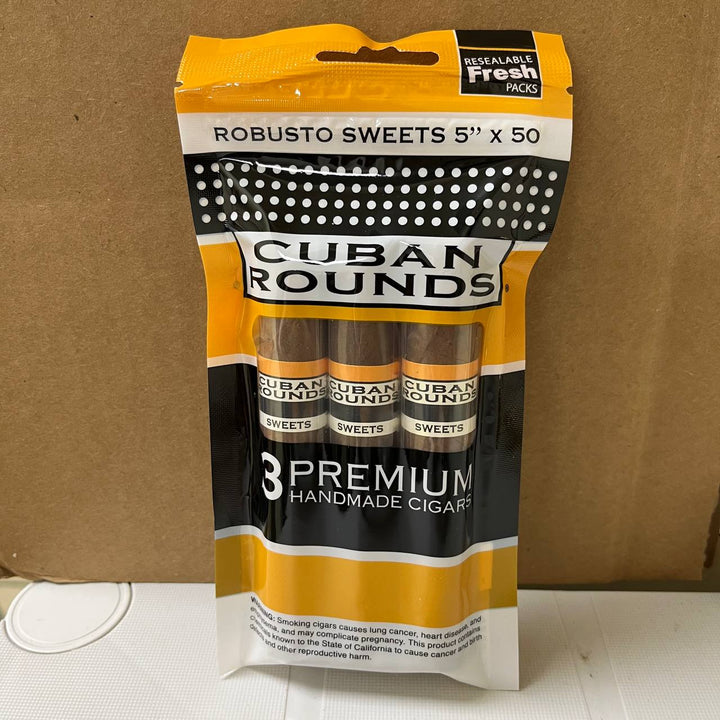 RESEALABLE
Fresh
PACKS
ROBUSTO SWEETS 5" x 50
CUBAN
ROUNDS®
CUBAN CUBAN CUBAN
ROUNDS ROUNDS ROUNDS
SWEETS SWEETS SWEETS
3 PREMIUM
HANDMADE CIGARS
WARNING: Smoking cigars causes lung cancer, heart disease, and
emphysema, and may complicate pregnancy. This product contains
chemicals known to the State of California to cause cancer and birth
defects and other reproductive harm.